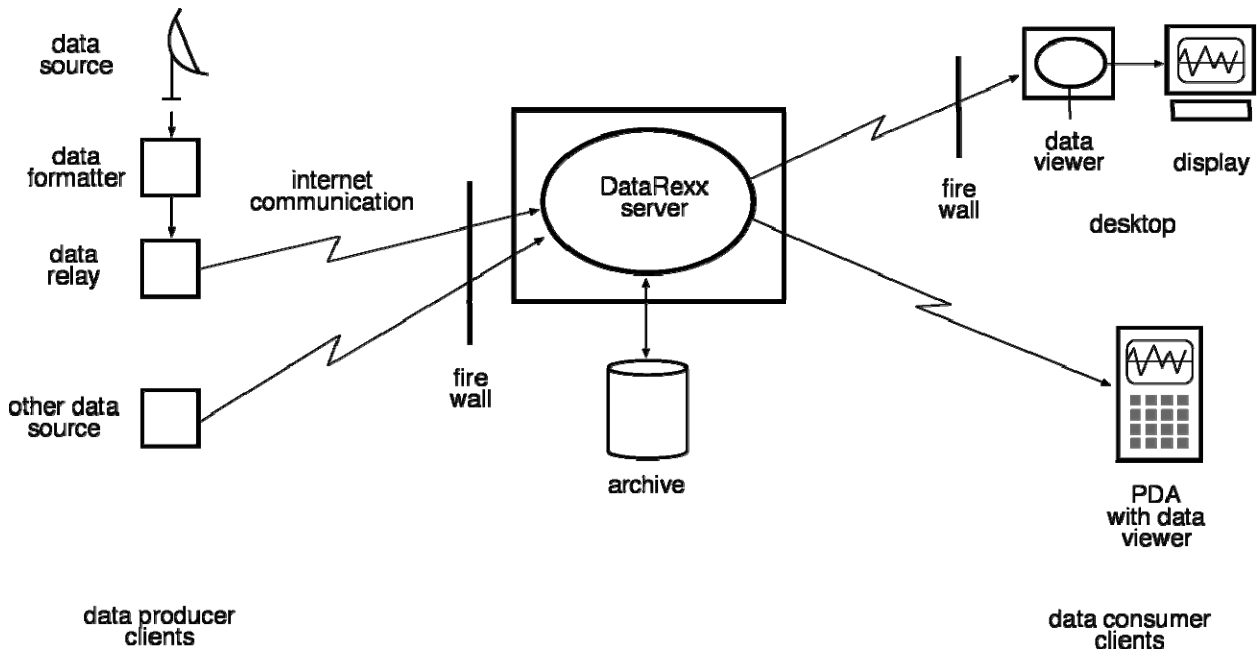 data
source
data
formatter
data
relay
other data
source
internet
communication
fire
wall
DataRexx
server
archive
fire
wall
data
viewer
display
desktop
PDA
with data
viewer
data producer
clients
data consumer
clients